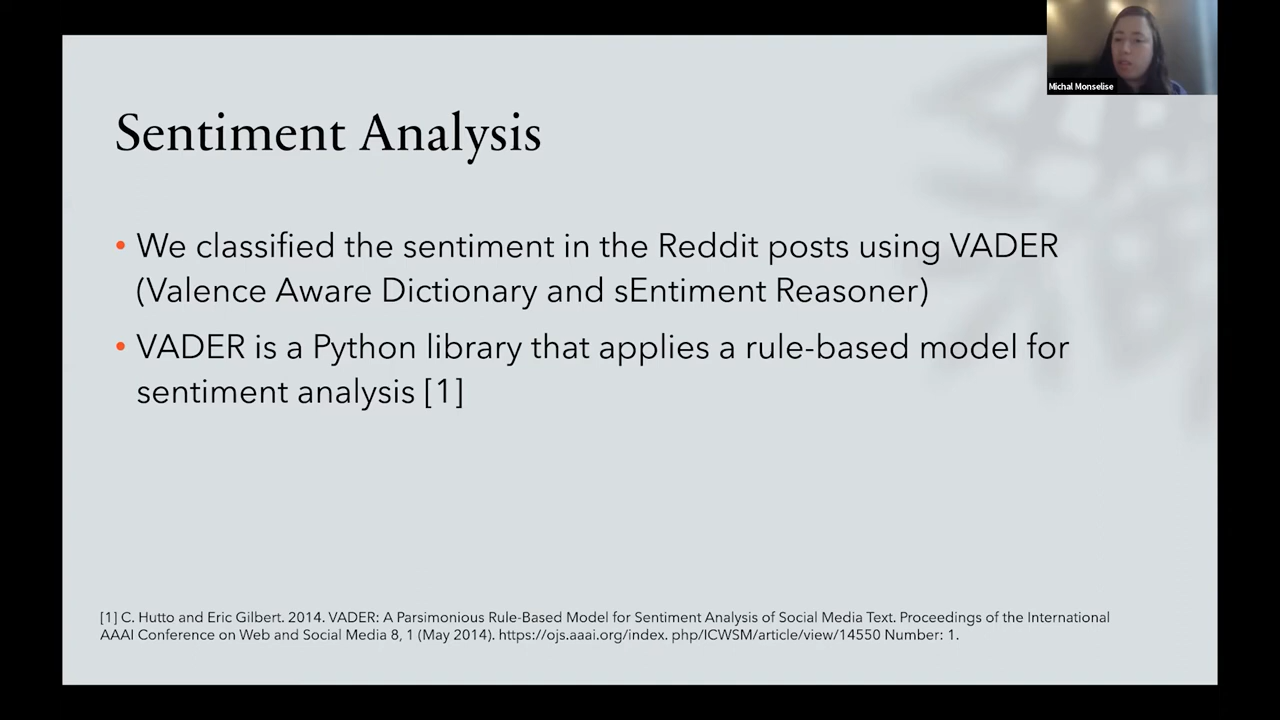 Michal Monselise
Sentiment Analysis
• We classified the sentiment in the Reddit posts using VADER
(Valence Aware Dictionary and sEntiment Reasoner)
• VADER is a Python library that applies a rule-based model for
sentiment analysis [1]
[1] C. Hutto and Eric Gilbert. 2014. VADER: A Parsimonious Rule-Based Model for Sentiment Analysis of Social Media Text. Proceedings of the International
AAAI Conference on Web and Social Media 8, 1 (May 2014). https://ojs.aaai.org/index. php/ICWSM/article/view/14550 Number: 1.